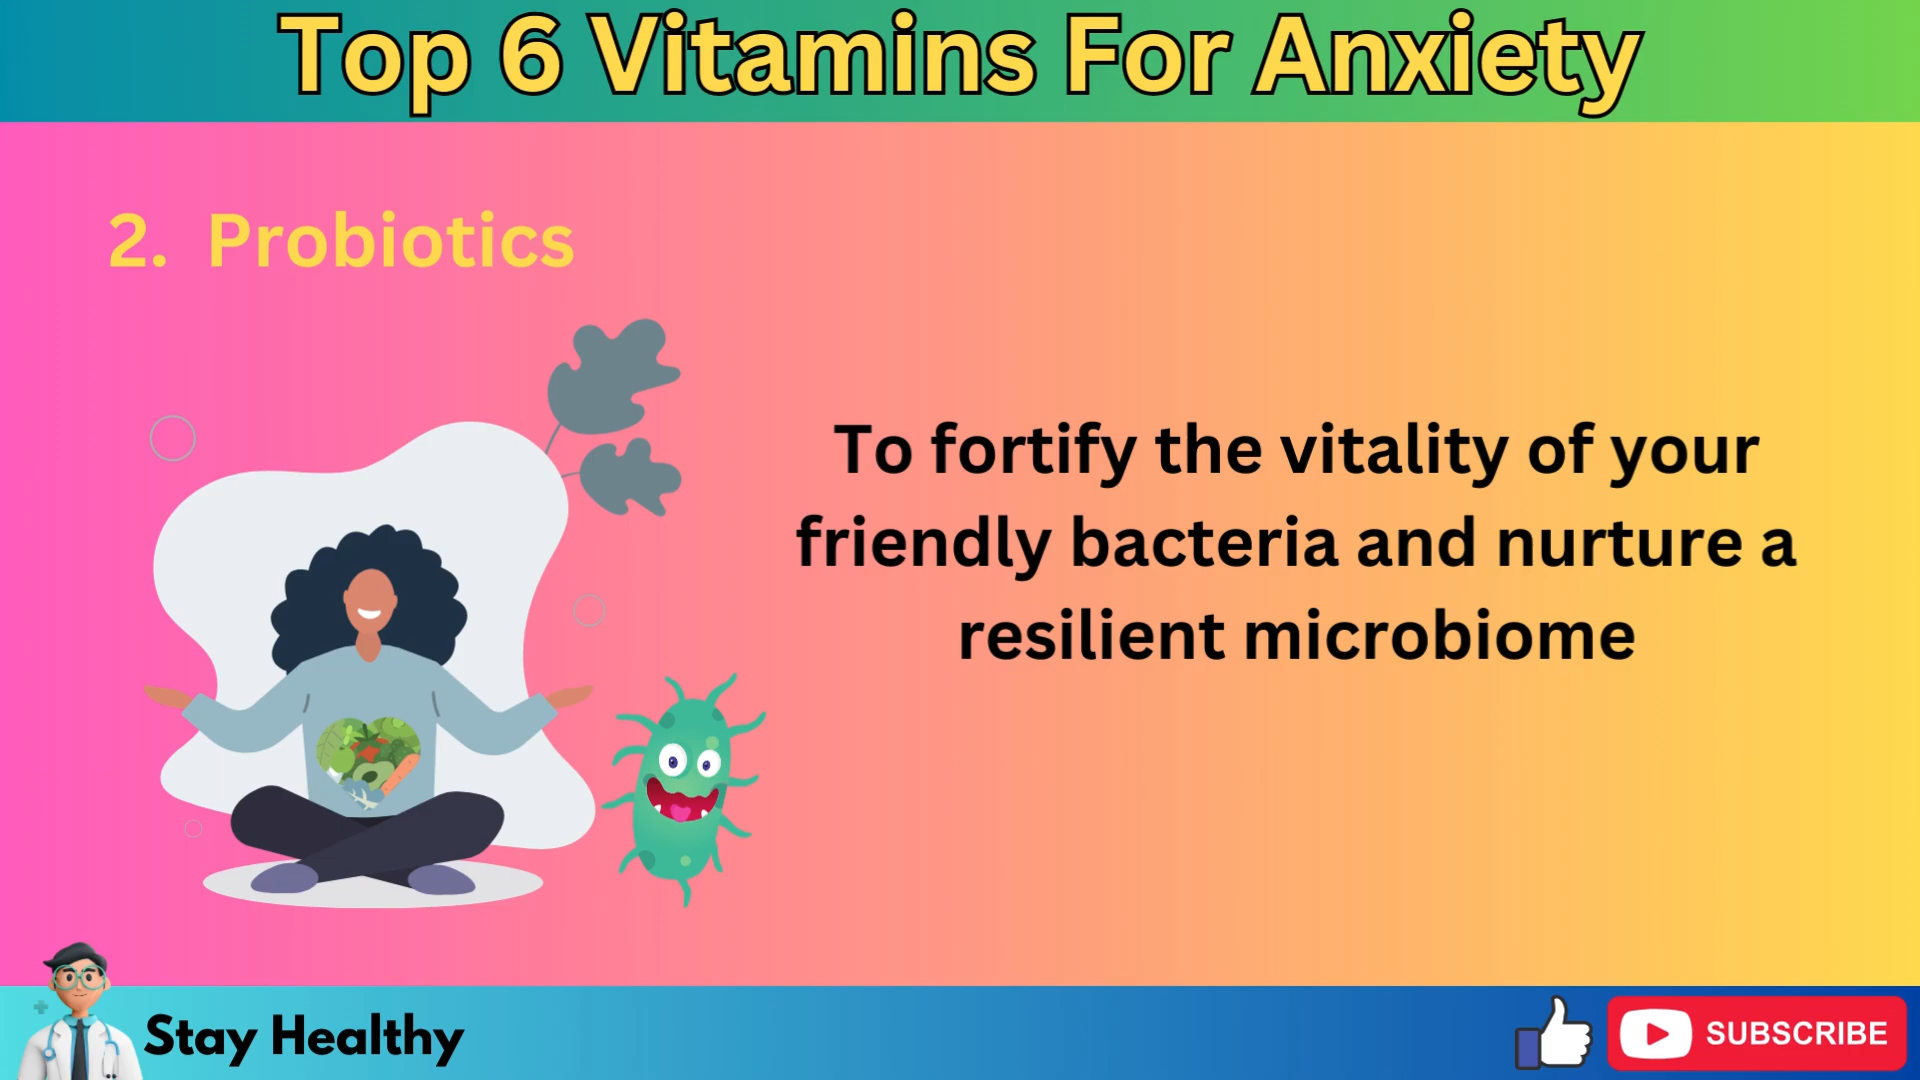 Top 6 Vitamins For Anxiety
2. Probiotics
To fortify the vitality of your
friendly bacteria and nurture a
resilient microbiome
Stay Healthy
SUBSCRIBE